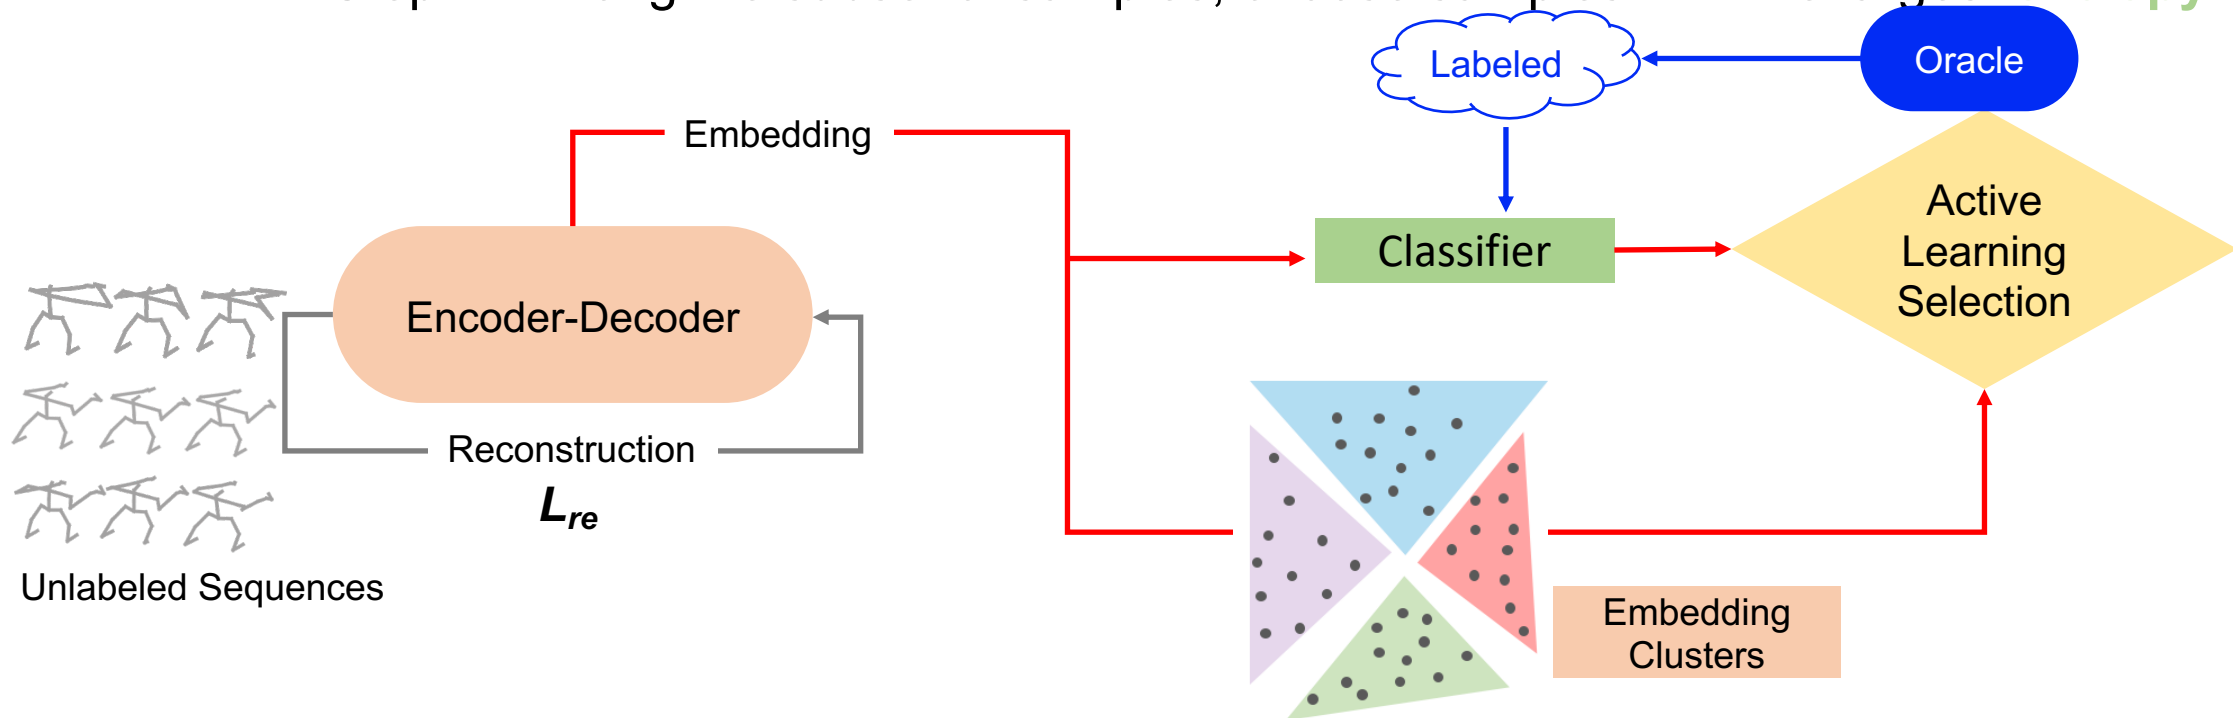 Labeled
Oracle
Embedding
Active
Learning
Selection
Classifier
Encoder-Decoder
Reconstruction
Lre
Unlabeled Sequences
Embedding
Clusters